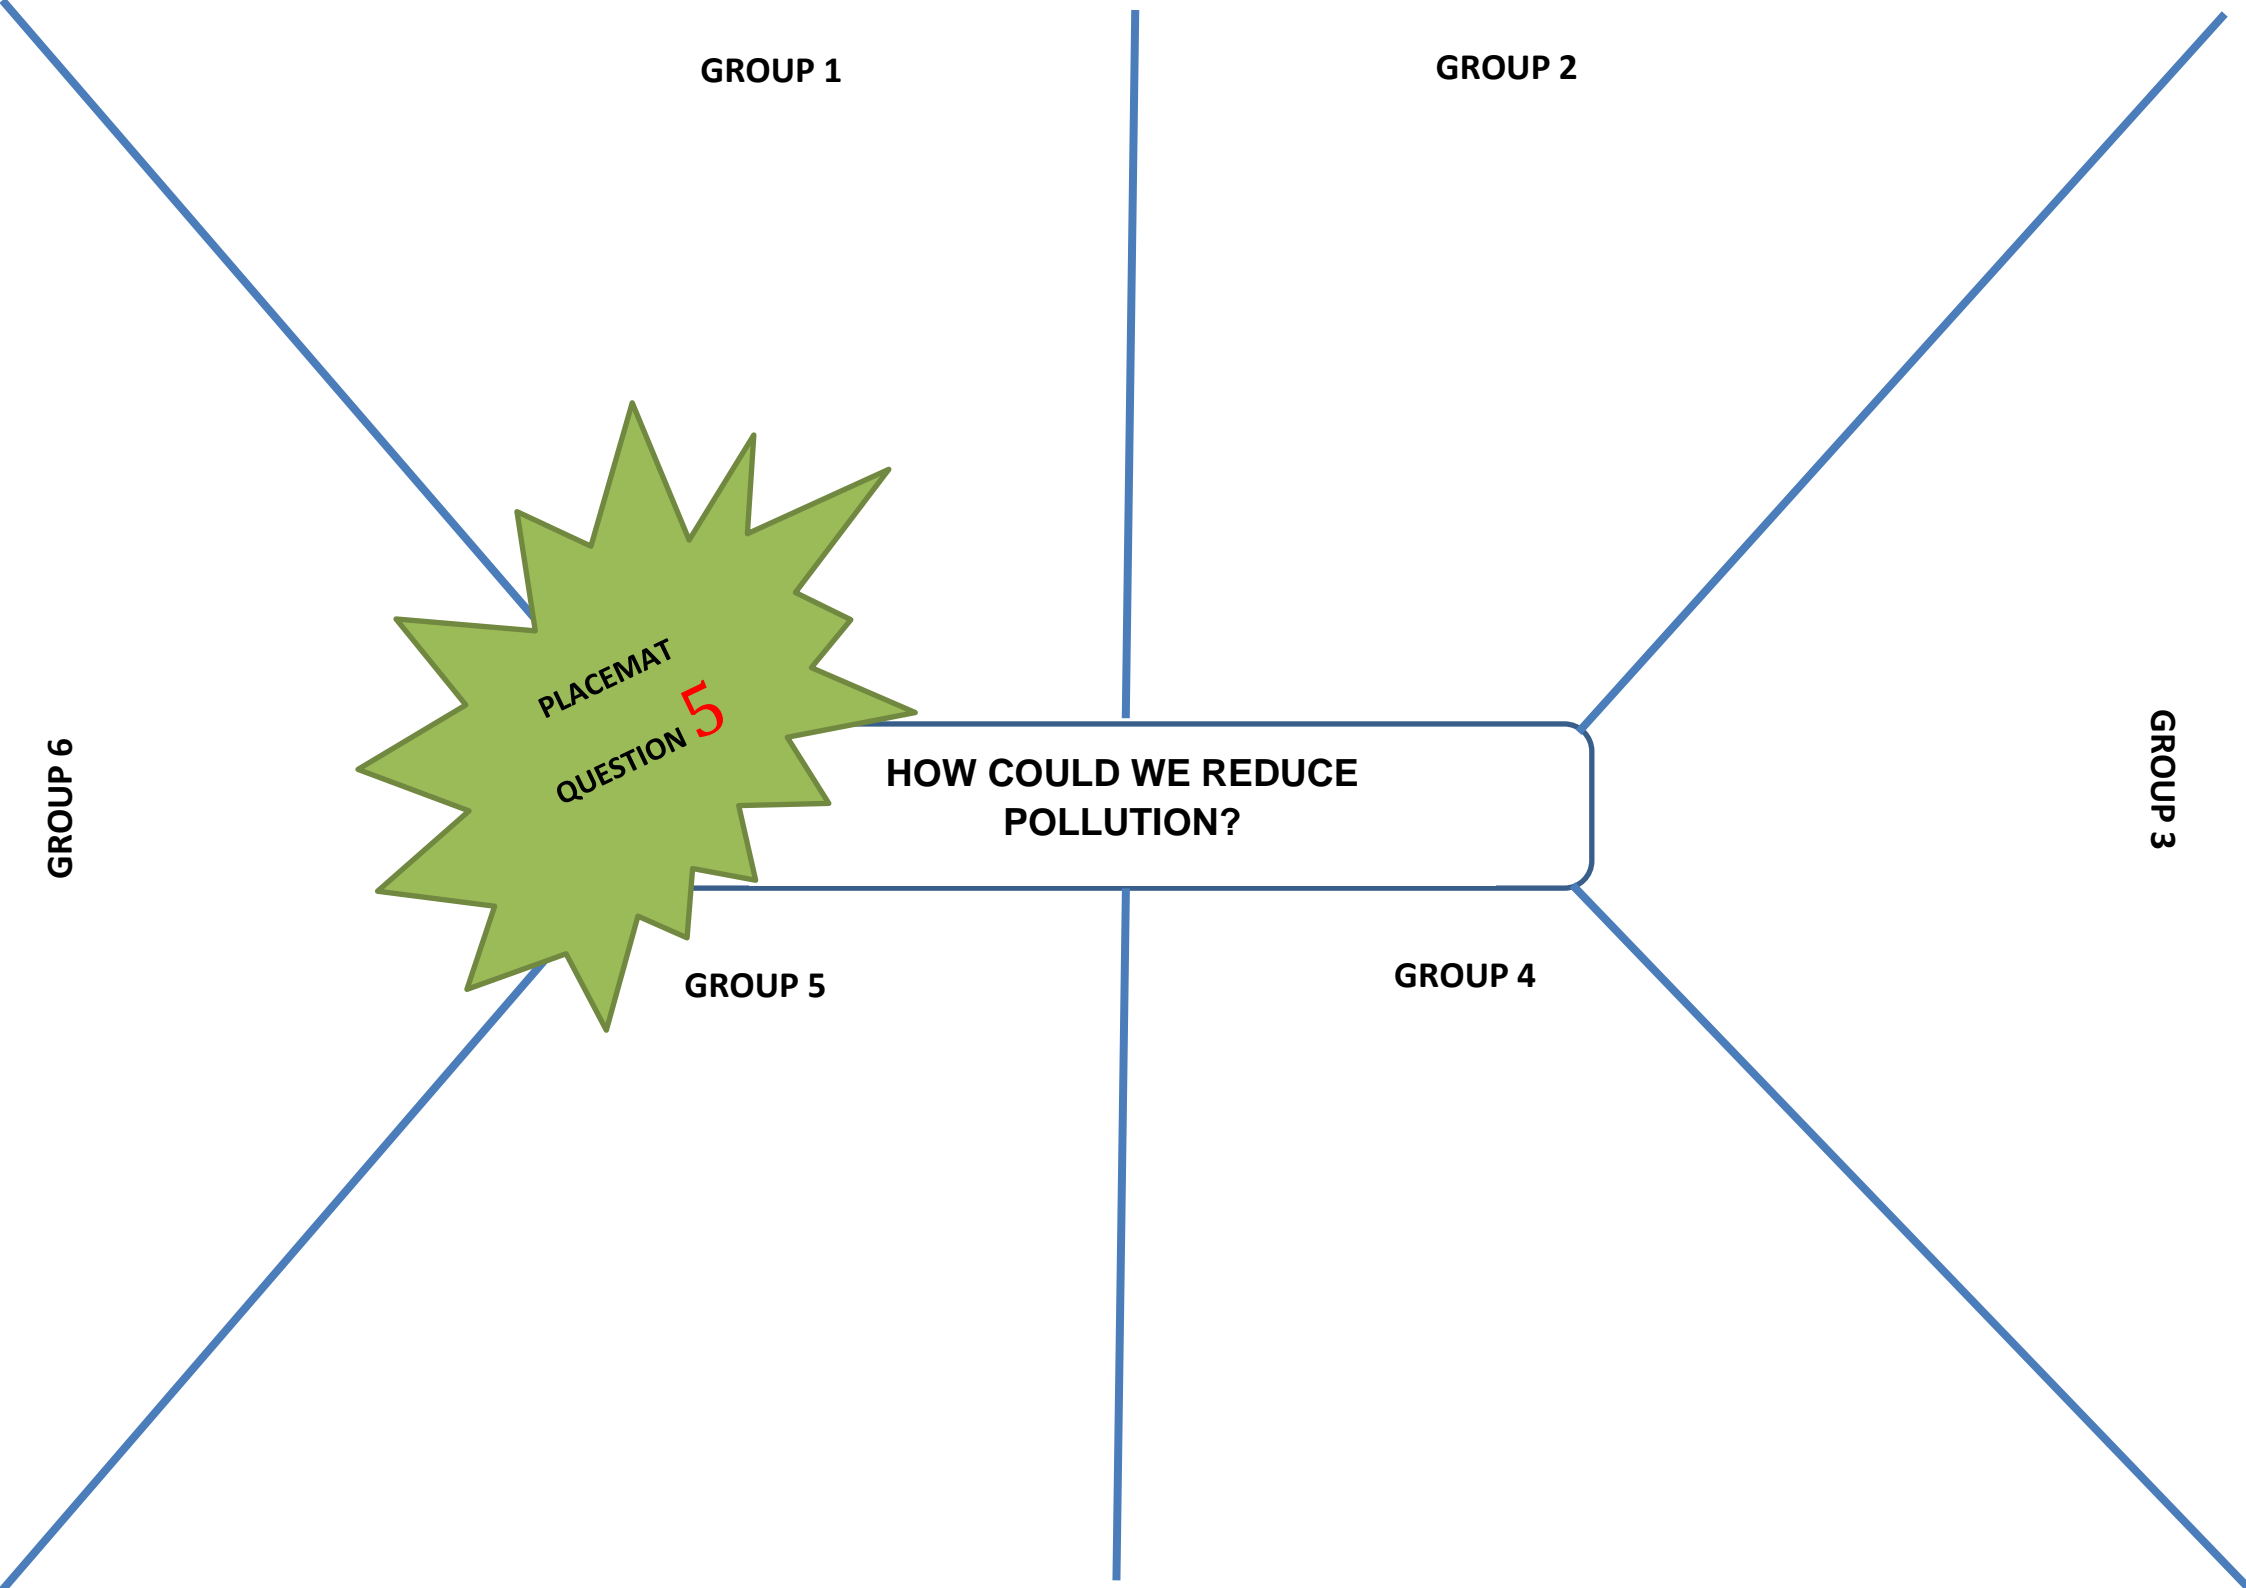 GROUP 1
GROUP 2
PLACEMAT
QUESTION 5
HOW COULD WE REDUCE
POLLUTION?
GROUP 6
GROUP 3
GROUP 5
GROUP 4